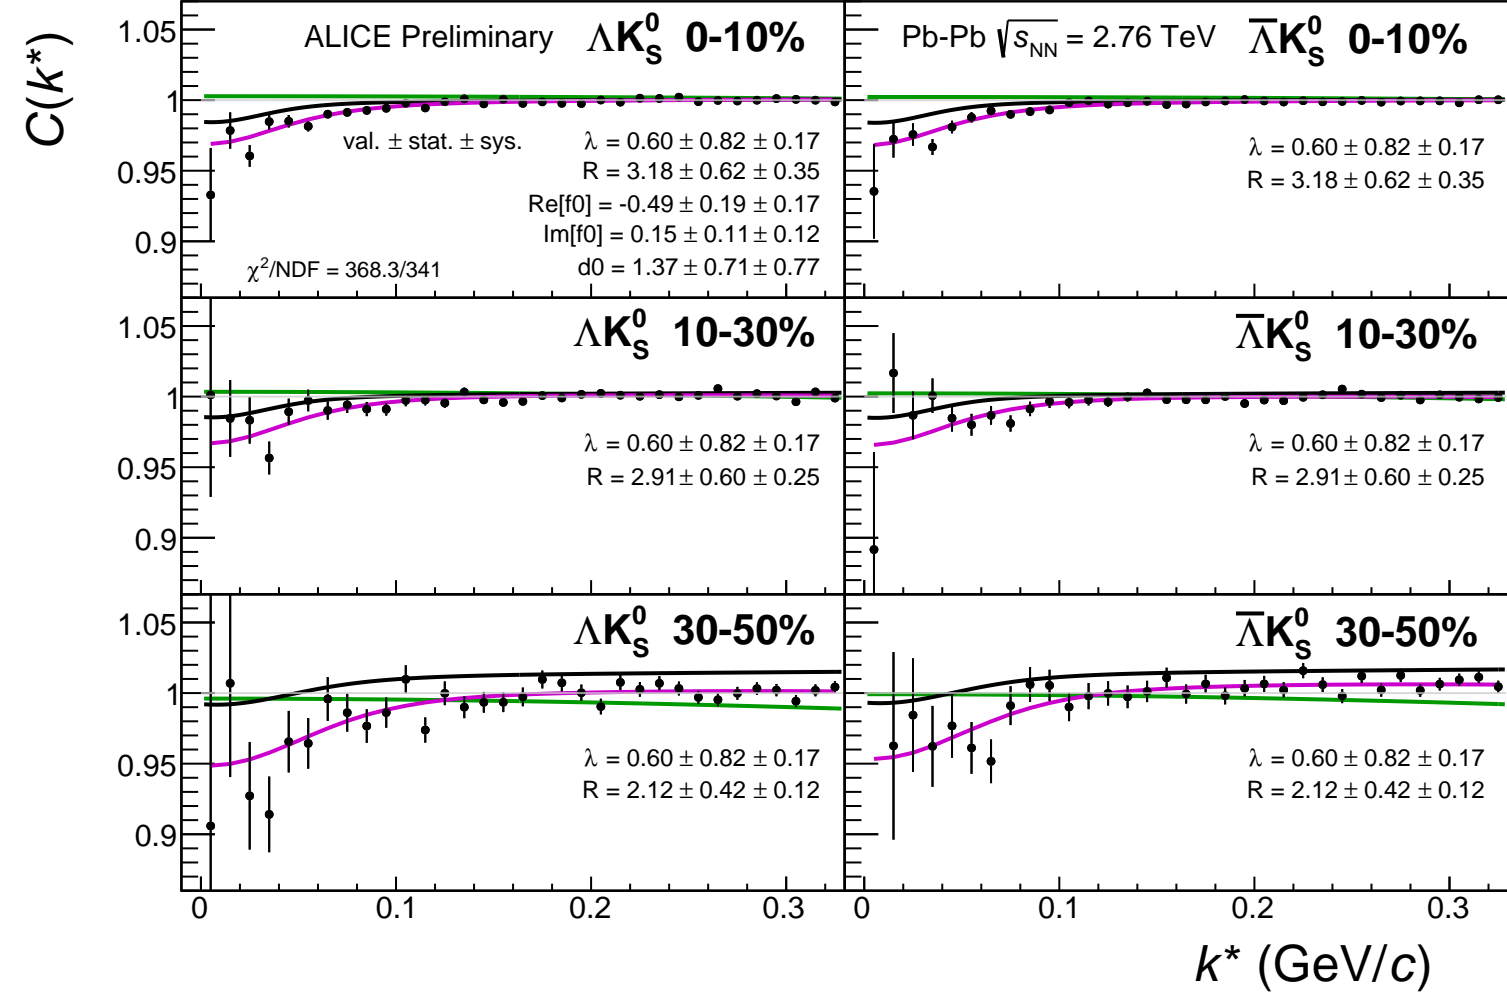 C(k*)
ALICE Preliminary ΛK⁰S 0-10%
val. ± stat. ± sys.
λ = 0.60 ± 0.82 ± 0.17
R = 3.18 ± 0.62 ± 0.35
Re[f0] = -0.49 ± 0.19 ± 0.17
Im[f0] = 0.15 ± 0.11 ± 0.12
d0 = 1.37 ± 0.71 ± 0.77
χ²/NDF = 368.3/341
1.05
1
0.95
0.9
Pb-Pb √sNN = 2.76 TeV Λ̅K⁰S 0-10%
λ = 0.60 ± 0.82 ± 0.17
R = 3.18 ± 0.62 ± 0.35
ΛK⁰S 10-30%
λ = 0.60 ± 0.82 ± 0.17
R = 2.91 ± 0.60 ± 0.25
1.05
1
0.95
0.9
Λ̅K⁰S 10-30%
λ = 0.60 ± 0.82 ± 0.17
R = 2.91 ± 0.60 ± 0.25
ΛK⁰S 30-50%
λ = 0.60 ± 0.82 ± 0.17
R = 2.12 ± 0.42 ± 0.12
1.05
1
0.95
0.9
Λ̅K⁰S 30-50%
λ = 0.60 ± 0.82 ± 0.17
R = 2.12 ± 0.42 ± 0.12
0 0.1 0.2 0.3
0 0.1 0.2 0.3
k* (GeV/c)